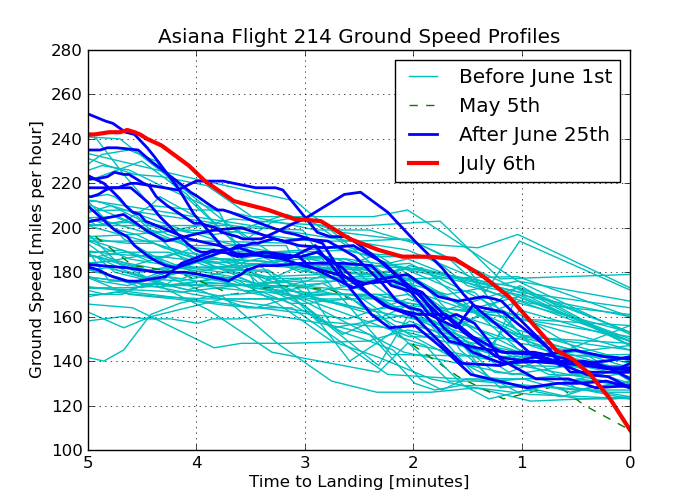 Asiana Flight 214 Ground Speed Profiles
280
260
240
220
200
180
160
140
120
100
Ground Speed [miles per hour]
Before June 1st
May 5th
After June 25th
July 6th
5 4 3 2 1 0
Time to Landing [minutes]